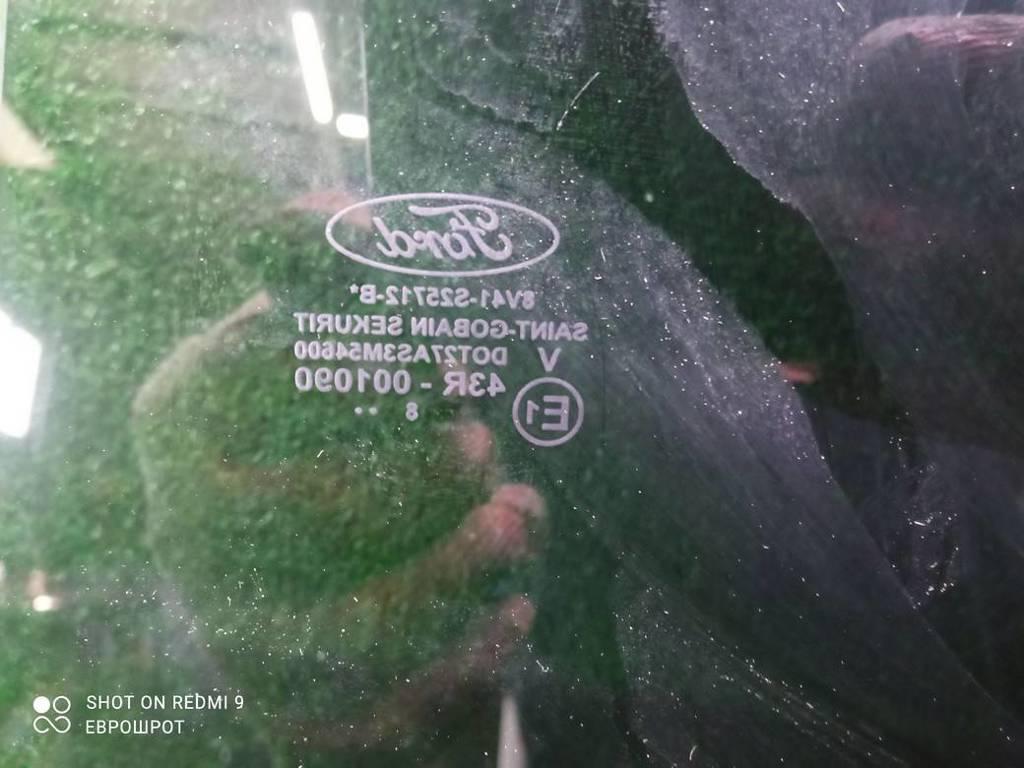 Ford
8V41-S25712-B*
SAINT-GOBAIN SEKURIT
V DOT27AS3M54600
43R - 001090
E1
8 ••
SHOT ON REDMI 9
ЕВРОШРОТ